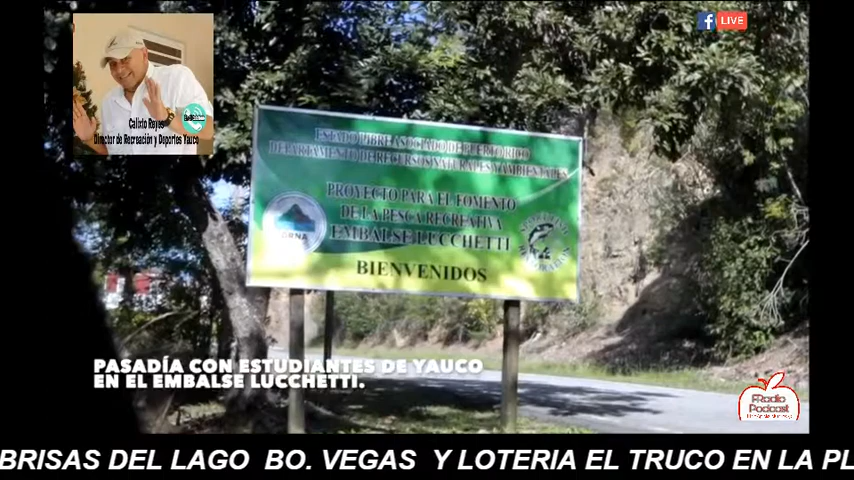 LIVE
Calixto Reyes
Director de Recreación y Deportes Yauco
ESTADO LIBRE ASOCIADO DE PUERTO RICO
DEPARTAMENTO DE RECURSOS NATURALES Y AMBIENTALES
PROYECTO PARA EL FOMENTO
DE LA PESCA RECREATIVA
EMBALSE LUCCHETTI
BIENVENIDOS
DRNA
PASADÍA CON ESTUDIANTES DE YAUCO
EN EL EMBALSE LUCCHETTI.
FRadio
Podcast
BRISAS DEL LAGO BO. VEGAS Y LOTERIA EL TRUCO EN LA PL